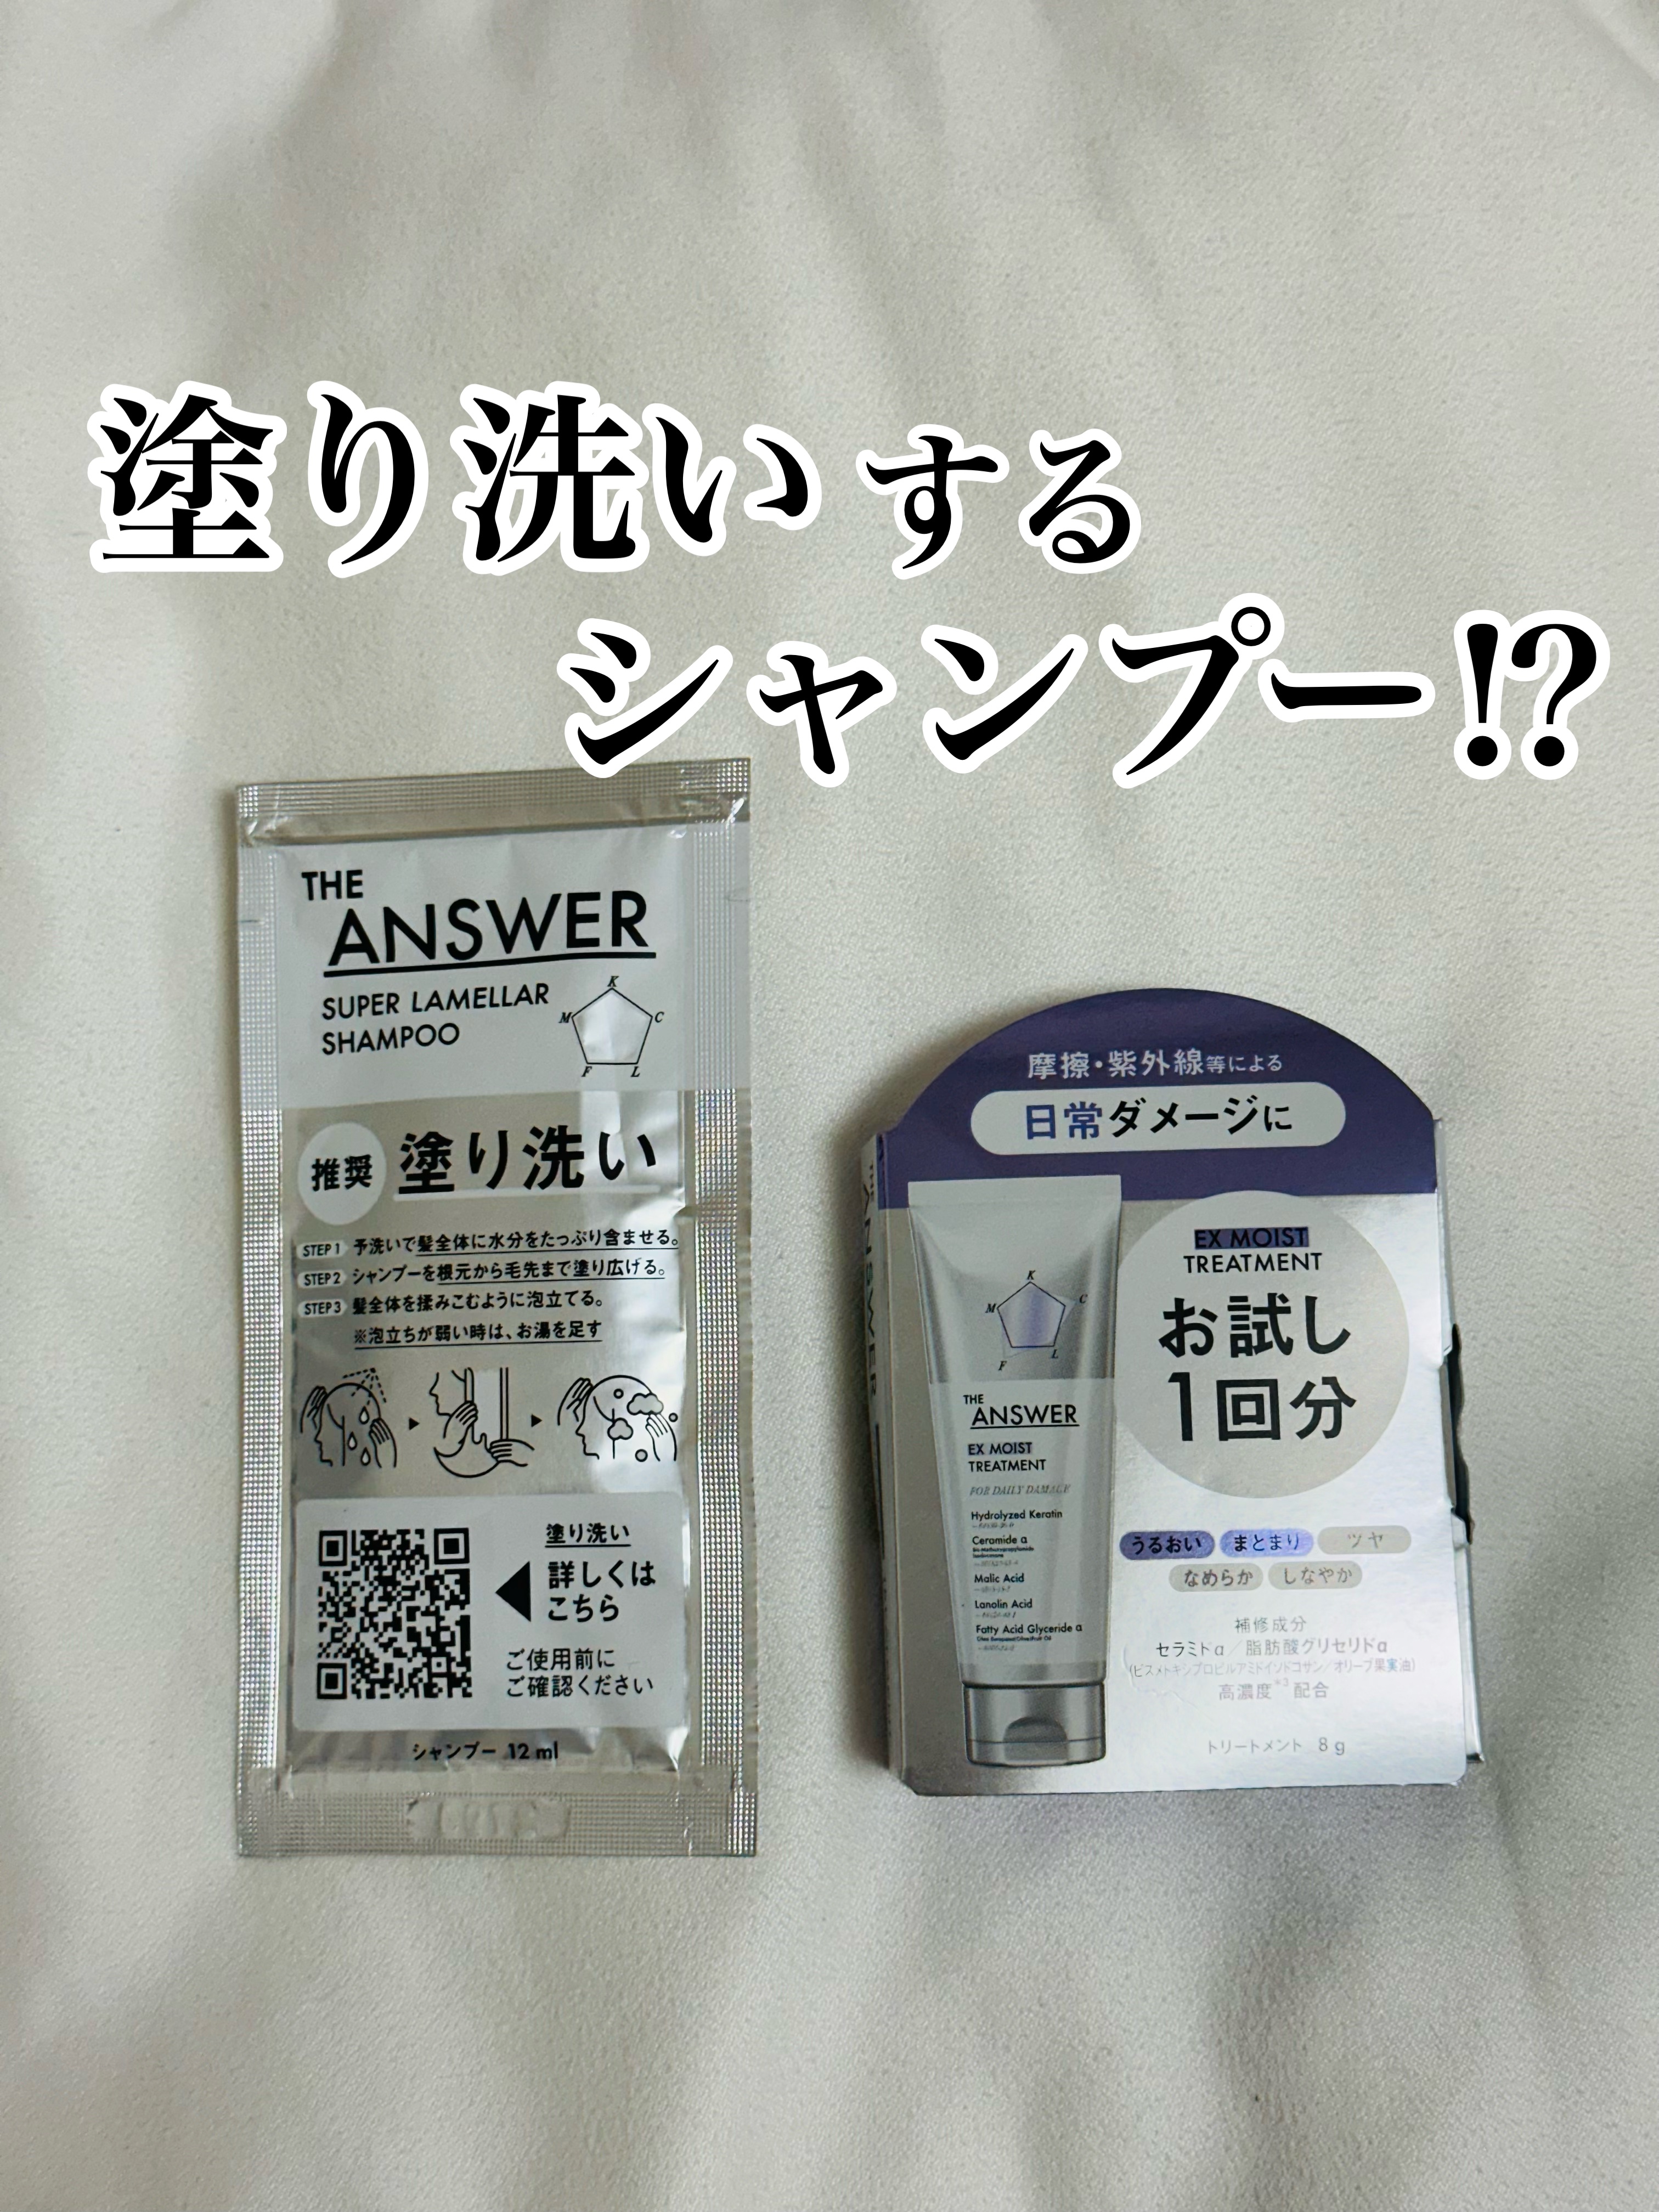 塗り洗いする
シャンプー!?
THE
ANSWER
SUPER LAMELLAR
SHAMPOO
K
M
C
F
L
推奨 塗り洗い
STEP1 予洗いで髪全体に水分をたっぷり含ませる。
STEP2 シャンプーを根元から毛先まで塗り広げる。
STEP3 髪全体を揉みこむように泡立てる。
※泡立ちが弱い時は、お湯を足す
塗り洗い
詳しくは
こちら
ご使用前に
ご確認ください
シャンプー 12ml
摩擦・紫外線等による
日常ダメージに
EX MOIST
TREATMENT
お試し
1回分
K
M
C
F
L
THE
ANSWER
EX MOIST
TREATMENT
FOR DAILY DAMAGE
Hydrolyzed Keratin
Ceramide α
Malic Acid
Lanolin Acid
Fatty Acid Glyceride α
うるおい まとまり ツヤ
なめらか しなやか
補修成分
セラミドα/脂肪酸グリセリドα
(ビスメトキシプロピルアミドイソドコサン/オリーブ果実油)
高濃度*3配合
トリートメント 8g